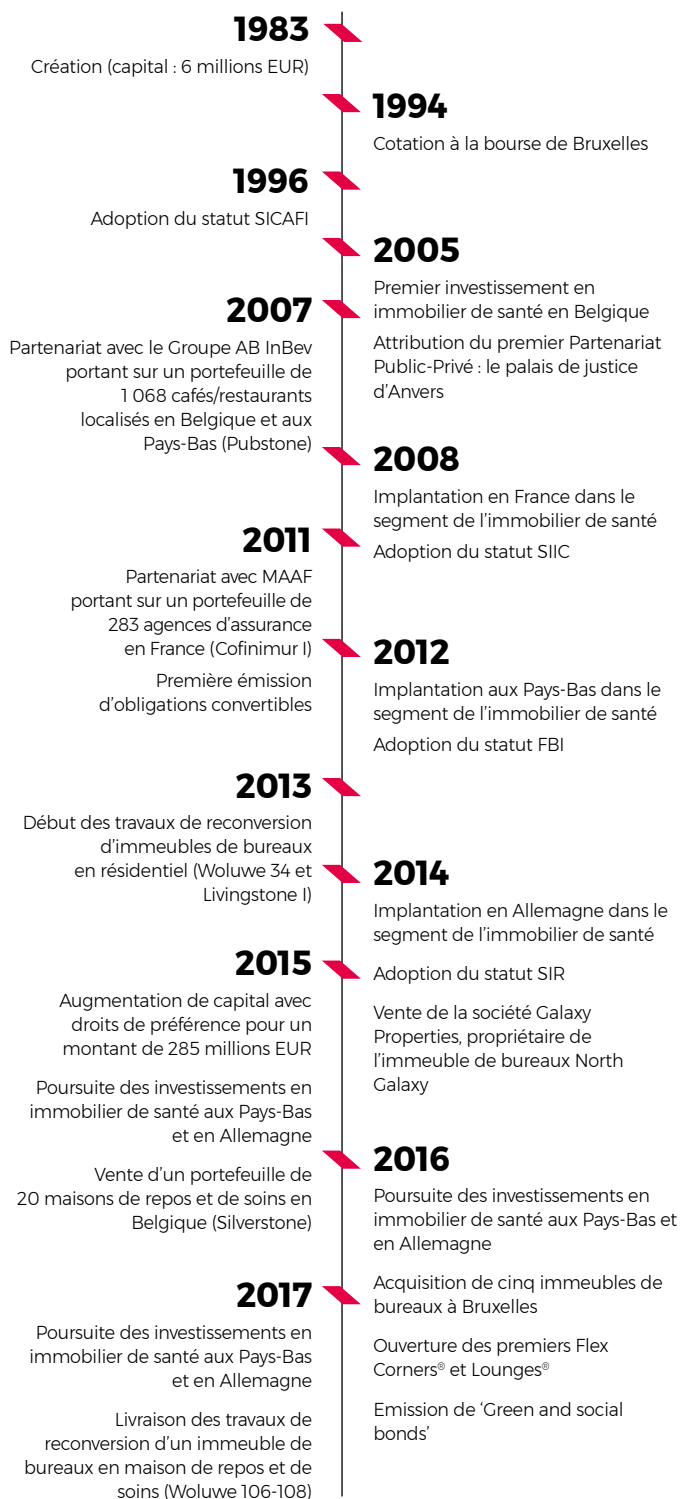 1983
Création (capital : 6 millions EUR)
1994
Cotation à la bourse de Bruxelles
1996
Adoption du statut SICAFI
2005
Premier investissement en
immobilier de santé en Belgique
Attribution du premier Partenariat
Public-Privé : le palais de justice
d’Anvers
2007
Partenariat avec le Groupe AB InBev
portant sur un portefeuille de
1 068 cafés/restaurants
localisés en Belgique et aux
Pays-Bas (Pubstone)
2008
Implantation en France dans le
segment de l’immobilier de santé
Adoption du statut SIIC
2011
Partenariat avec MAAF
portant sur un portefeuille de
283 agences d’assurance
en France (Cofinimur I)
Première émission
d’obligations convertibles
2012
Implantation aux Pays-Bas dans le
segment de l’immobilier de santé
Adoption du statut FBI
2013
Début des travaux de reconversion
d’immeubles de bureaux
en résidentiel (Woluwe 34 et
Livingstone I)
2014
Implantation en Allemagne dans le
segment de l’immobilier de santé
Adoption du statut SIR
Vente de la société Galaxy
Properties, propriétaire de
l’immeuble de bureaux North
Galaxy
2015
Augmentation de capital avec
droits de préférence pour un
montant de 285 millions EUR
Poursuite des investissements en
immobilier de santé aux Pays-Bas
et en Allemagne
Vente d’un portefeuille de
20 maisons de repos et de soins en
Belgique (Silverstone)
2016
Poursuite des investissements en
immobilier de santé aux Pays-Bas et
en Allemagne
Acquisition de cinq immeubles de
bureaux à Bruxelles
Ouverture des premiers Flex
Corners® et Lounges®
Emission de ‘Green and social
bonds’
2017
Poursuite des investissements en
immobilier de santé aux Pays-Bas
et en Allemagne
Livraison des travaux de
reconversion d’un immeuble de
bureaux en maison de repos et de
soins (Woluwe 106-108)